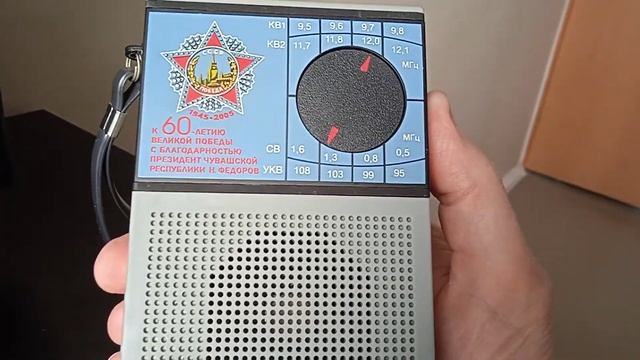 КВ1 9,5 9,6 9,7 9,8
КВ2 11,7 11,8 12,0 12,1
МГц
СССР
ПОБЕДА
1945-2005
К 60-ЛЕТИЮ
ВЕЛИКОЙ ПОБЕДЫ
С БЛАГОДАРНОСТЬЮ
ПРЕЗИДЕНТ ЧУВАШСКОЙ
РЕСПУБЛИКИ Н. ФЕДОРОВ
МГц
СВ 1,6 1,3 0,8 0,5
УКВ 108 103 99 95